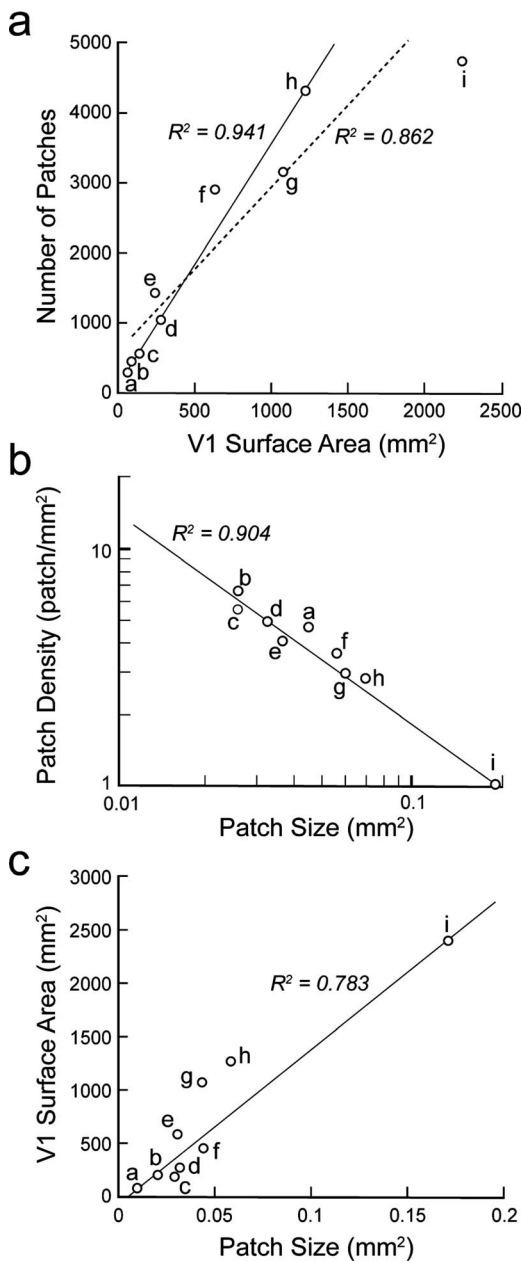 a
5000
4000
3000
2000
1000
0
Number of Patches
R² = 0.941
R² = 0.862
h
i
f
g
e
d
c
b
a
0
500
1000
1500
2000
2500
V1 Surface Area (mm²)
b
10
1
Patch Density (patch/mm²)
R² = 0.904
b
c
d
a
e
f
g
h
i
0.01
0.1
Patch Size (mm²)
c
3000
2500
2000
1500
1000
500
0
V1 Surface Area (mm²)
R² = 0.783
i
h
g
e
f
b
d
a
c
0
0.05
0.1
0.15
0.2
Patch Size (mm²)